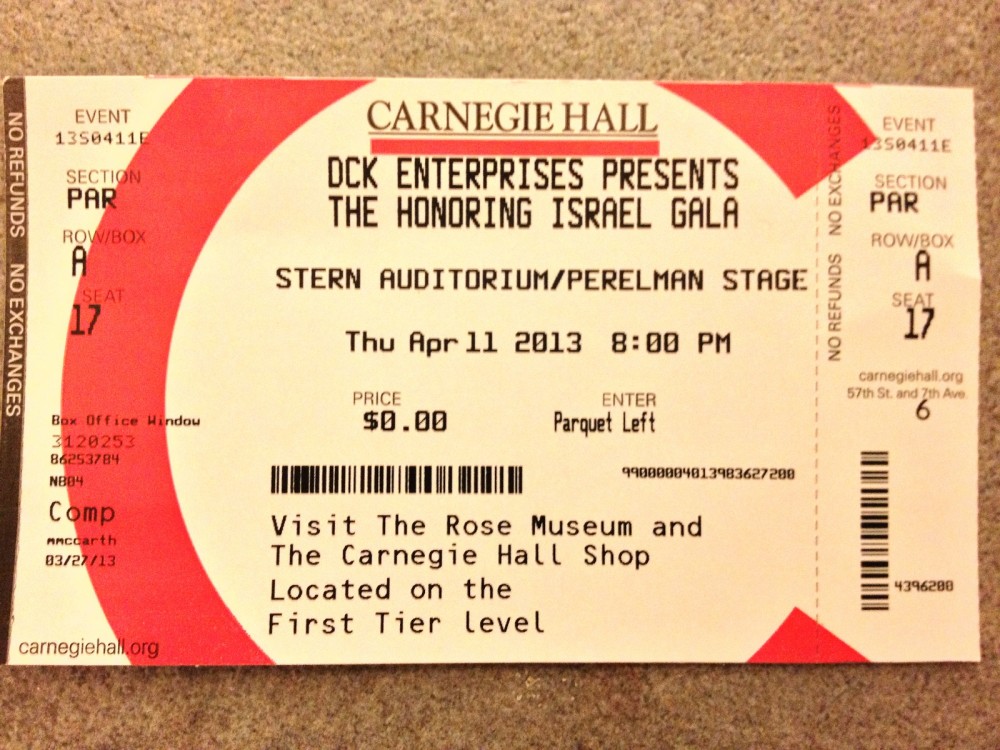 NO REFUNDS NO EXCHANGES
EVENT
13S0411E
SECTION
PAR
ROW/BOX
A
SEAT
17
Box Office Window
3120253
86253784
NB04
Comp
mmccarth
03/27/13
carnegiehall.org
CARNEGIE HALL
DCK ENTERPRISES PRESENTS
THE HONORING ISRAEL GALA
STERN AUDITORIUM/PERELMAN STAGE
Thu Apr 11 2013 8:00 PM
PRICE
$0.00
ENTER
Parquet Left
99000004013983627200
Visit The Rose Museum and
The Carnegie Hall Shop
Located on the
First Tier level
NO REFUNDS NO EXCHANGES
EVENT
13S0411E
SECTION
PAR
ROW/BOX
A
SEAT
17
carnegiehall.org
57th St. and 7th Ave.
6
4396200